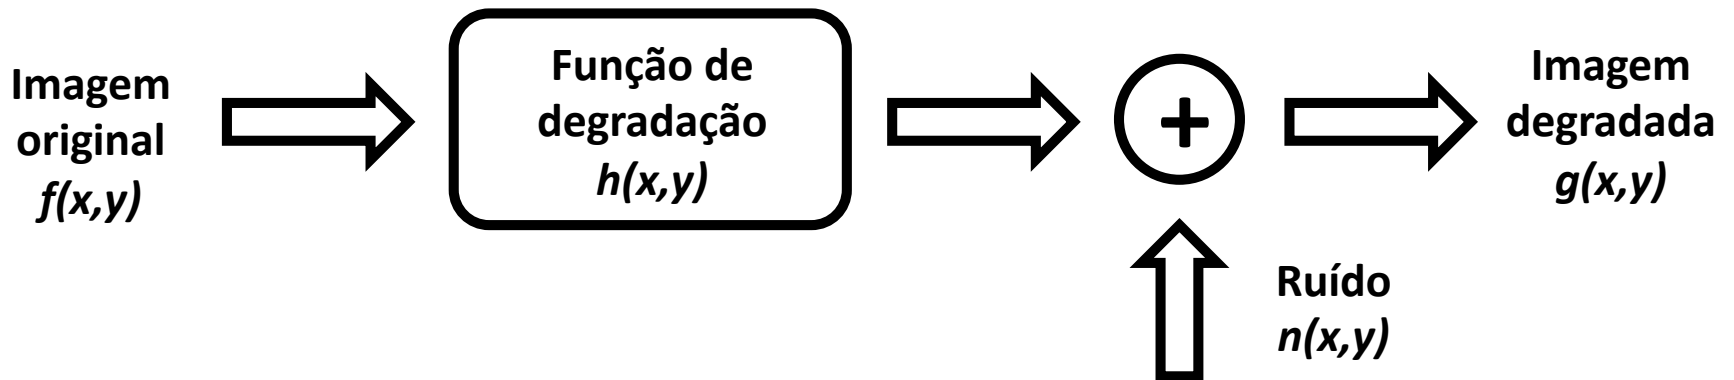 Imagem
original
f(x,y)
Função de
degradação
h(x,y)
+
Imagem
degradada
g(x,y)
Ruído
n(x,y)